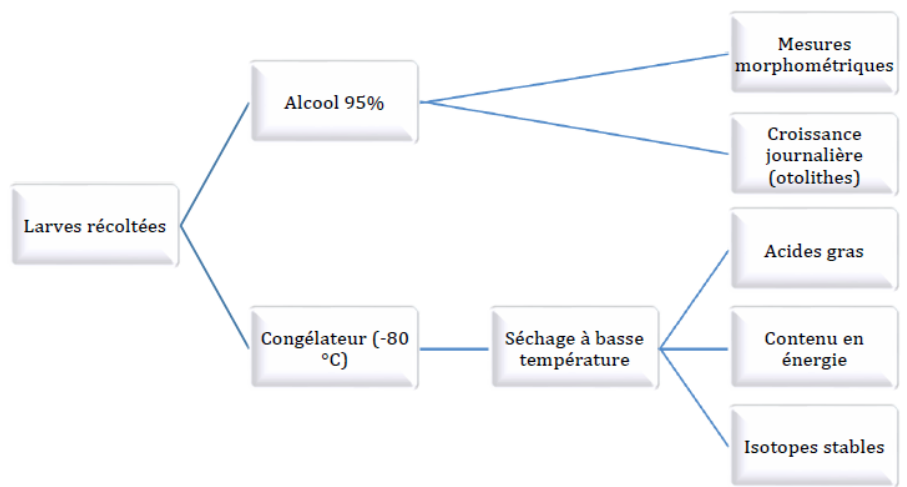 Larves récoltées
Alcool 95%
Mesures
morphométriques
Croissance
journalière
(otolithes)
Congélateur (-80
°C)
Séchage à basse
température
Acides gras
Contenu en
énergie
Isotopes stables